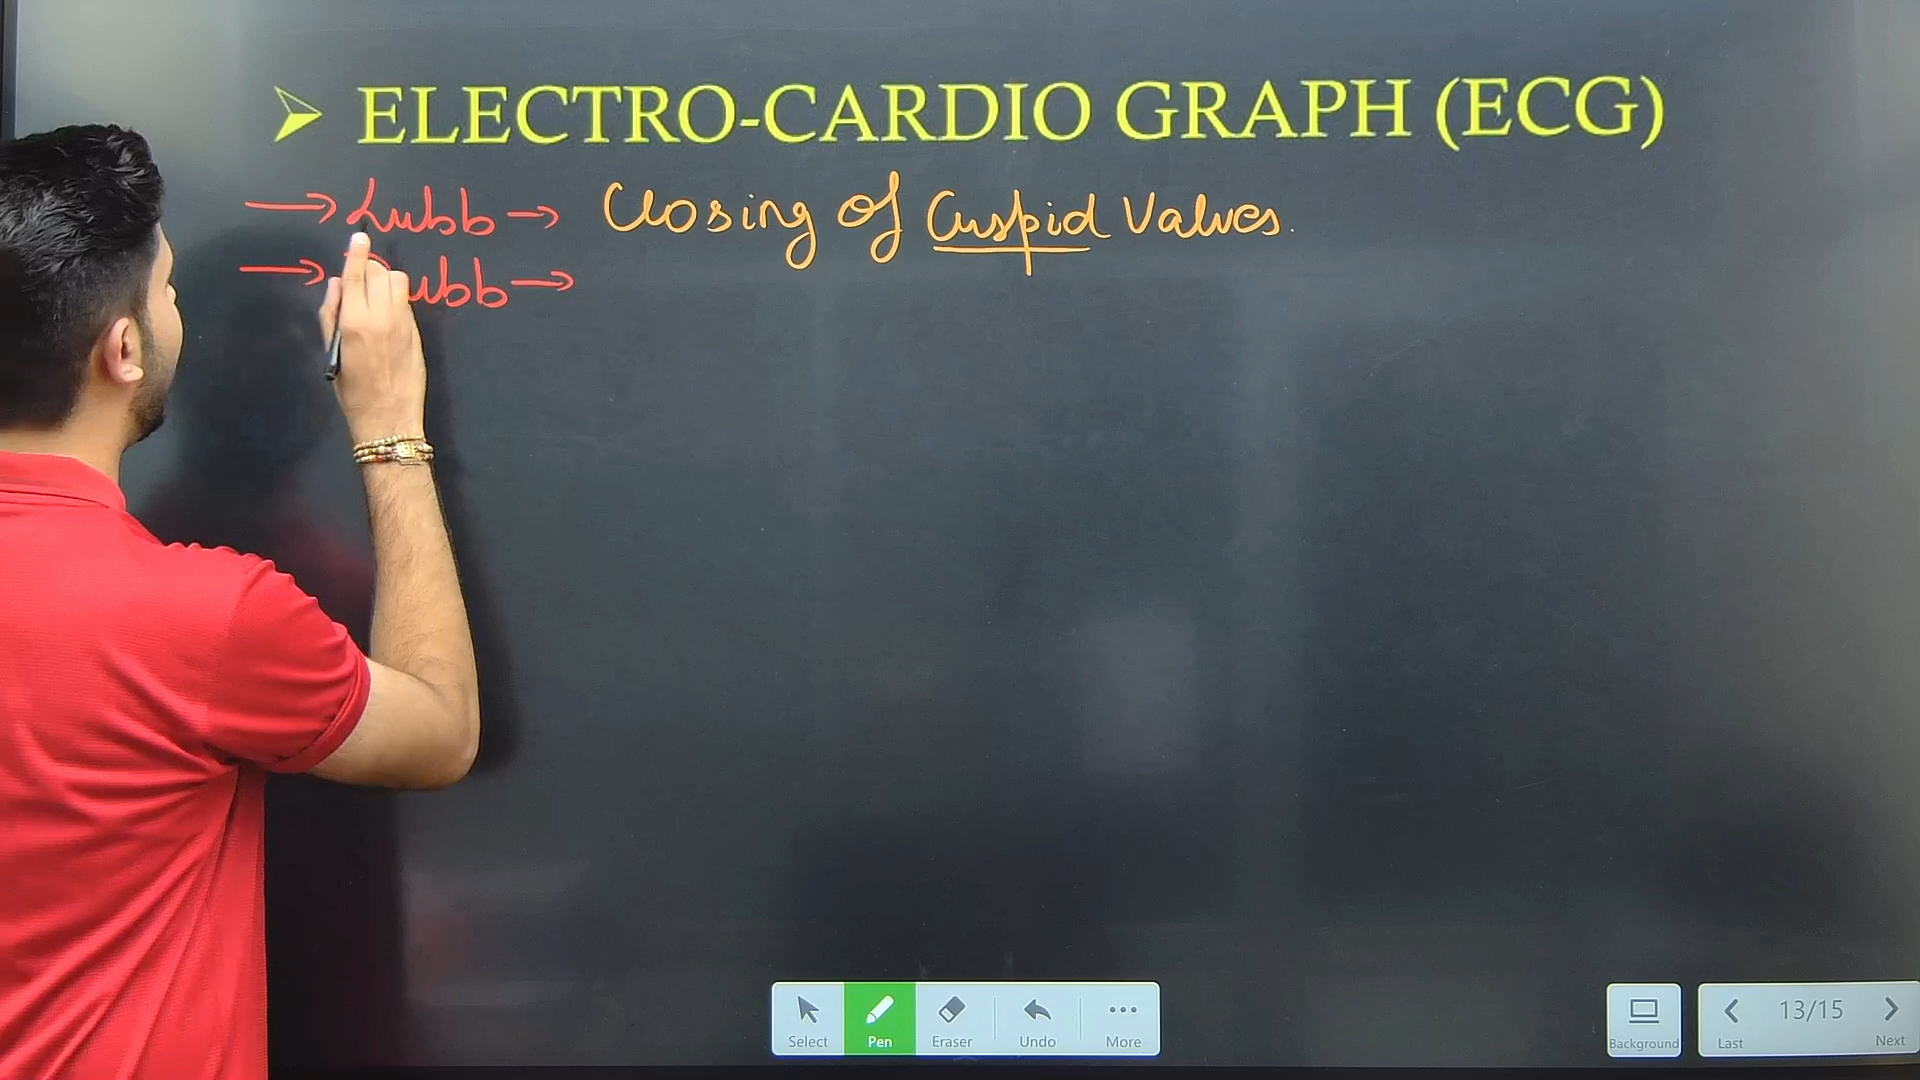 ➢ ELECTRO-CARDIO GRAPH (ECG)
→ Lubb → Closing of Cuspid Valves.
→ Dubb →
Select Pen Eraser Undo More
Background
Last 13/15 Next